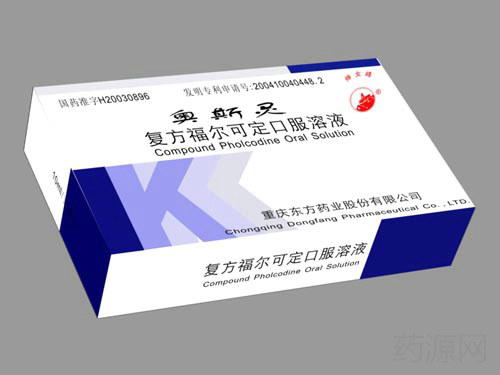 国药准字H20030896
发明专利申请号:200410040448.2
神女峰
奥斯灵
复方福尔可定口服溶液
Compound Pholcodine Oral Solution
重庆东方药业股份有限公司
Chongqing Dongfang Pharmaceutical Co., LTD.
复方福尔可定口服溶液
Compound Pholcodine Oral Solution
药源网